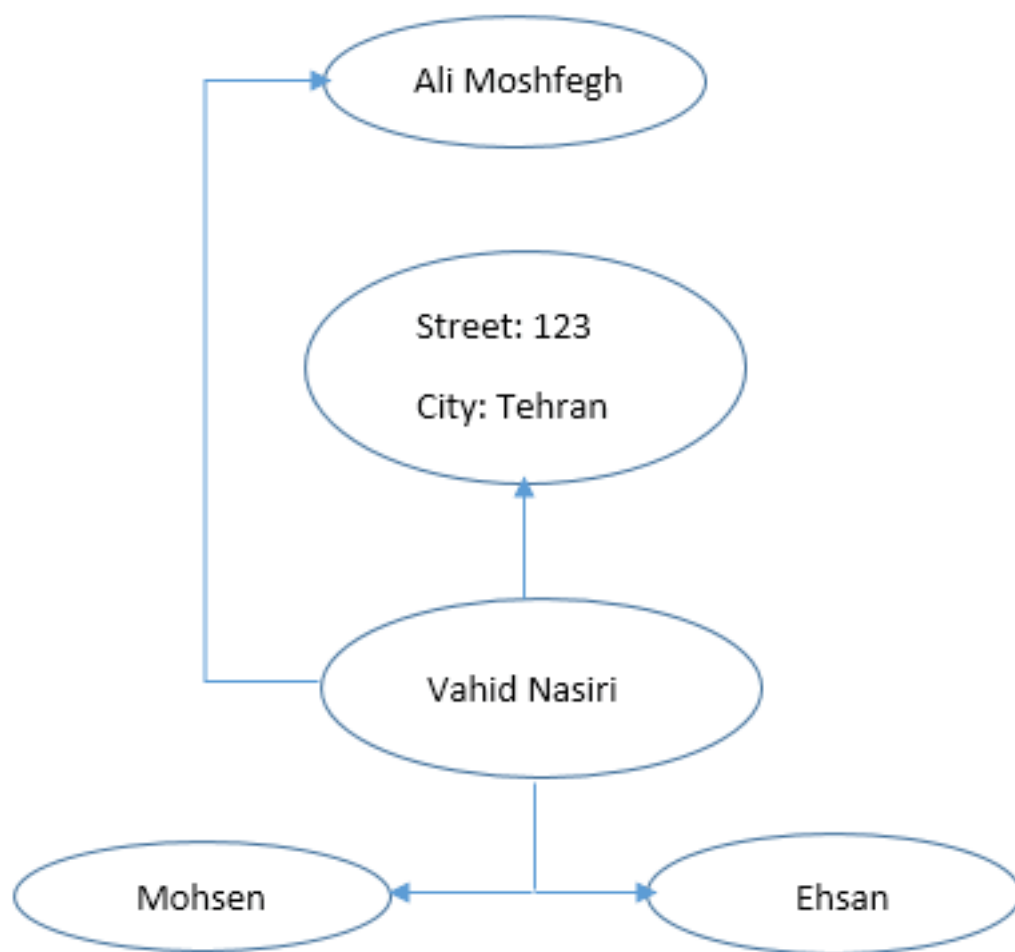 Ali Moshfegh
Street: 123
City: Tehran
Vahid Nasiri
Mohsen
Ehsan